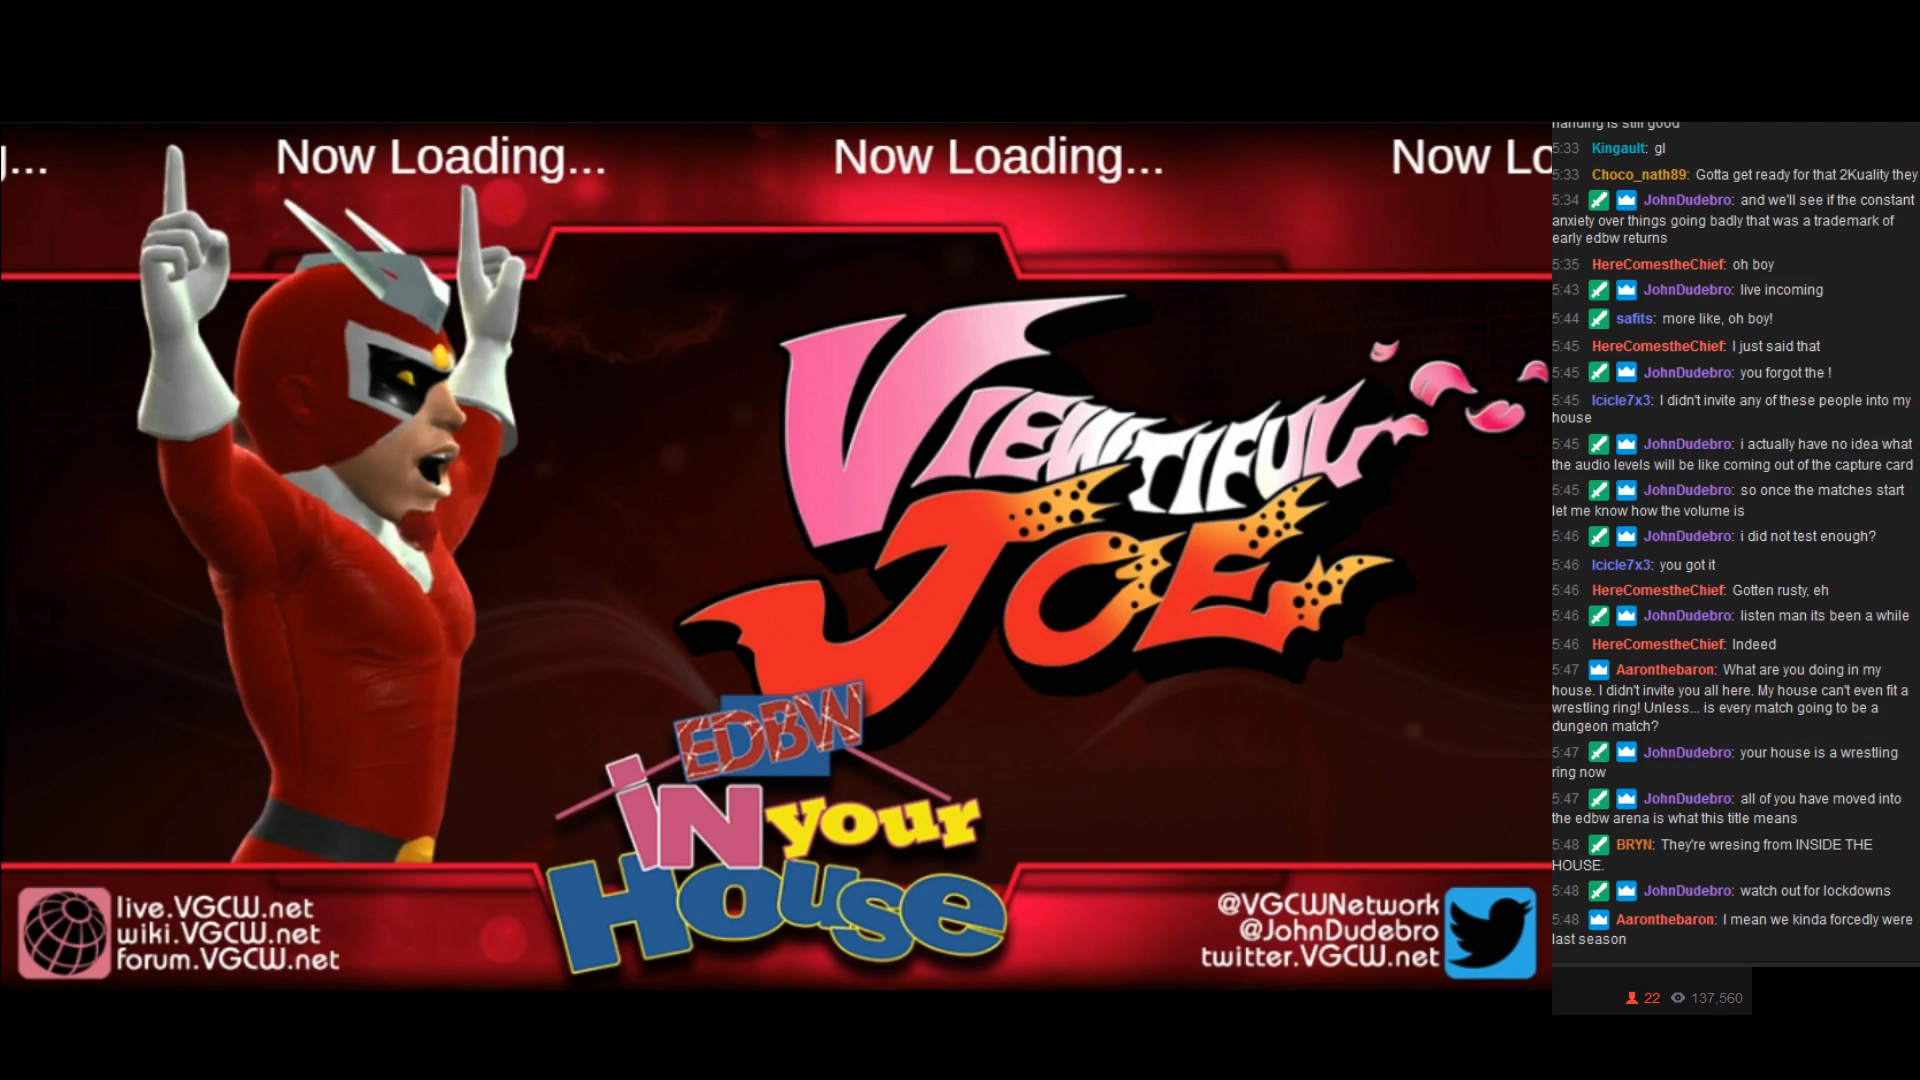 g...
Now Loading...
Now Loading...
Now Lo
VIEWTIFUL
JOE
EDBW
iN your
House
live.VGCW.net
wiki.VGCW.net
forum.VGCW.net
@VGCWNetwork
@JohnDudebro
twitter.VGCW.net
handing is still good
5:33 Kingault: gl
5:33 Choco_nath89: Gotta get ready for that 2Kuality they
5:34 JohnDudebro: and we'll see if the constant
anxiety over things going badly that was a trademark of
early edbw returns
5:35 HereComestheChief: oh boy
5:43 JohnDudebro: live incoming
5:44 safits: more like, oh boy!
5:45 HereComestheChief: I just said that
5:45 JohnDudebro: you forgot the !
5:45 Icicle7x3: I didn't invite any of these people into my
house
5:45 JohnDudebro: i actually have no idea what
the audio levels will be like coming out of the capture card
5:45 JohnDudebro: so once the matches start
let me know how the volume is
5:46 JohnDudebro: i did not test enough?
5:46 Icicle7x3: you got it
5:46 HereComestheChief: Gotten rusty, eh
5:46 JohnDudebro: listen man its been a while
5:46 HereComestheChief: Indeed
5:47 Aaronthebaron: What are you doing in my
house. I didn't invite you all here. My house can't even fit a
wrestling ring! Unless... is every match going to be a
dungeon match?
5:47 JohnDudebro: your house is a wrestling
ring now
5:47 JohnDudebro: all of you have moved into
the edbw arena is what this title means
5:48 BRYN: They're wresing from INSIDE THE
HOUSE.
5:48 JohnDudebro: watch out for lockdowns
5:48 Aaronthebaron: I mean we kinda forcedly were
last season
22 137,560